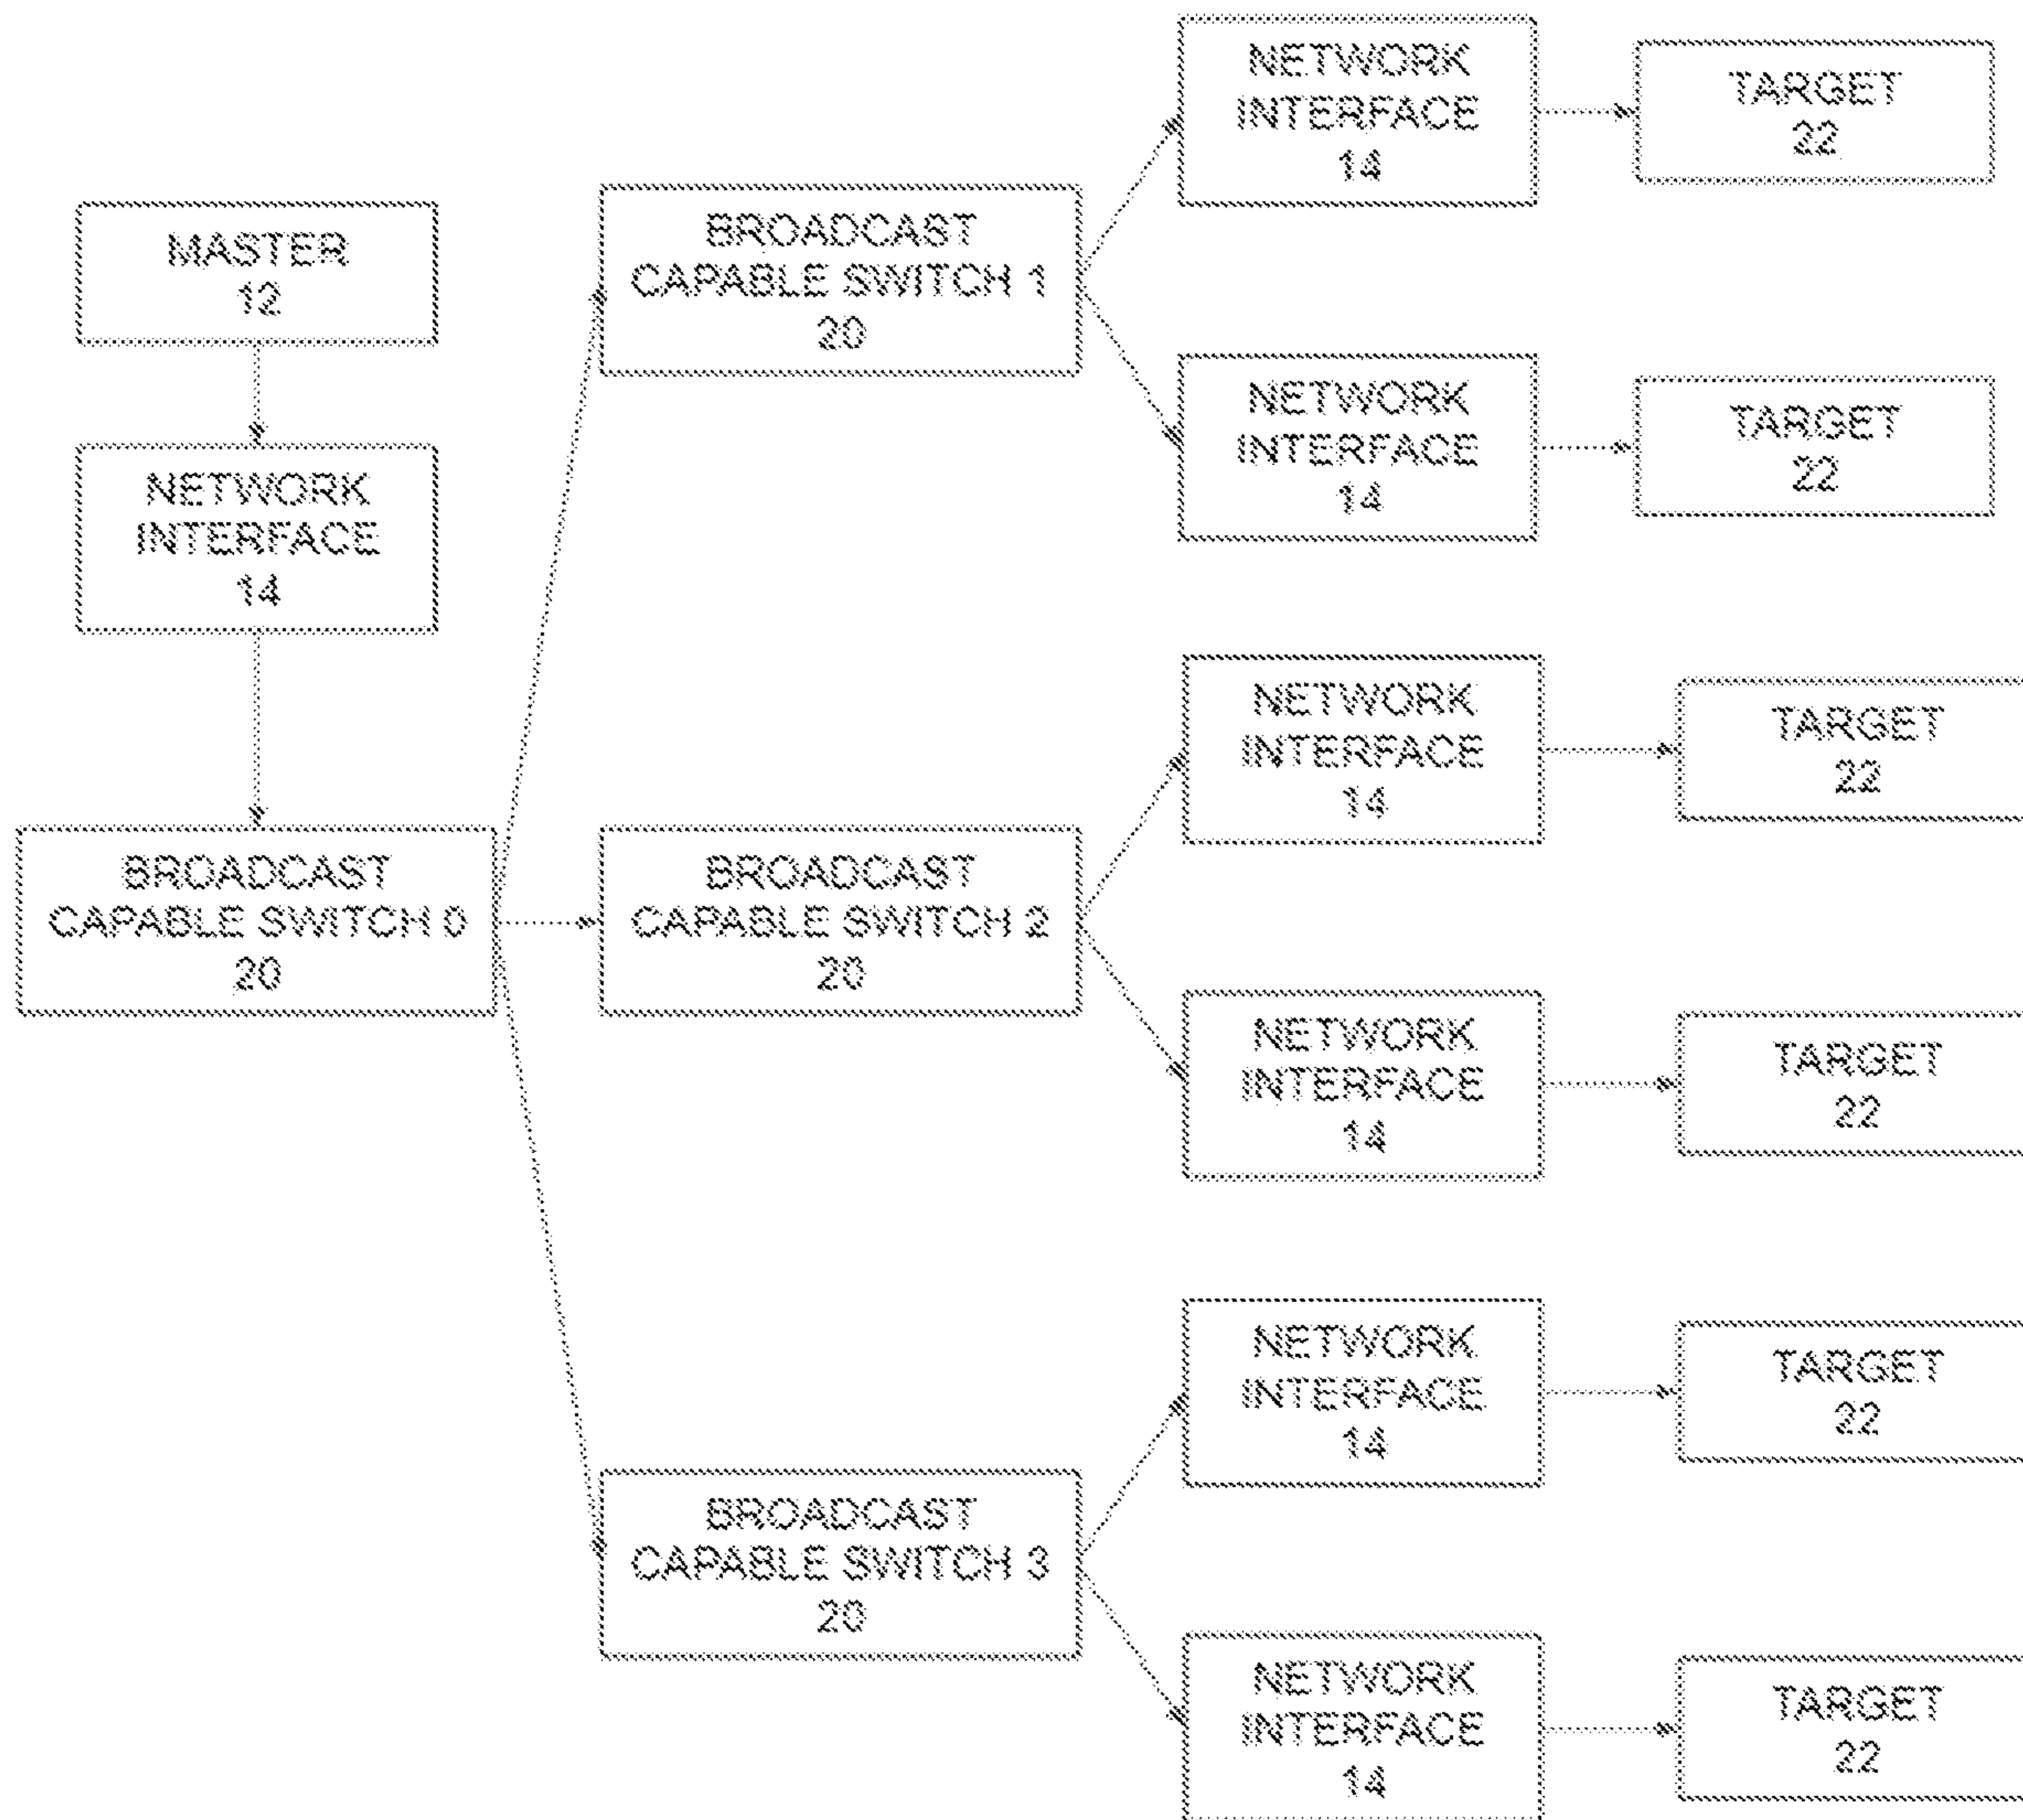 MASTER
12
NETWORK
INTERFACE
14
BROADCAST
CAPABLE SWITCH 0
20
BROADCAST
CAPABLE SWITCH 1
20
NETWORK
INTERFACE
14
TARGET
22
NETWORK
INTERFACE
14
TARGET
22
BROADCAST
CAPABLE SWITCH 2
20
NETWORK
INTERFACE
14
TARGET
22
NETWORK
INTERFACE
14
TARGET
22
BROADCAST
CAPABLE SWITCH 3
20
NETWORK
INTERFACE
14
TARGET
22
NETWORK
INTERFACE
14
TARGET
22